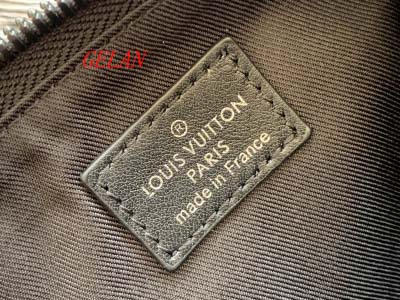 GELAN
®
LOUIS VUITTON
PARIS
made in France